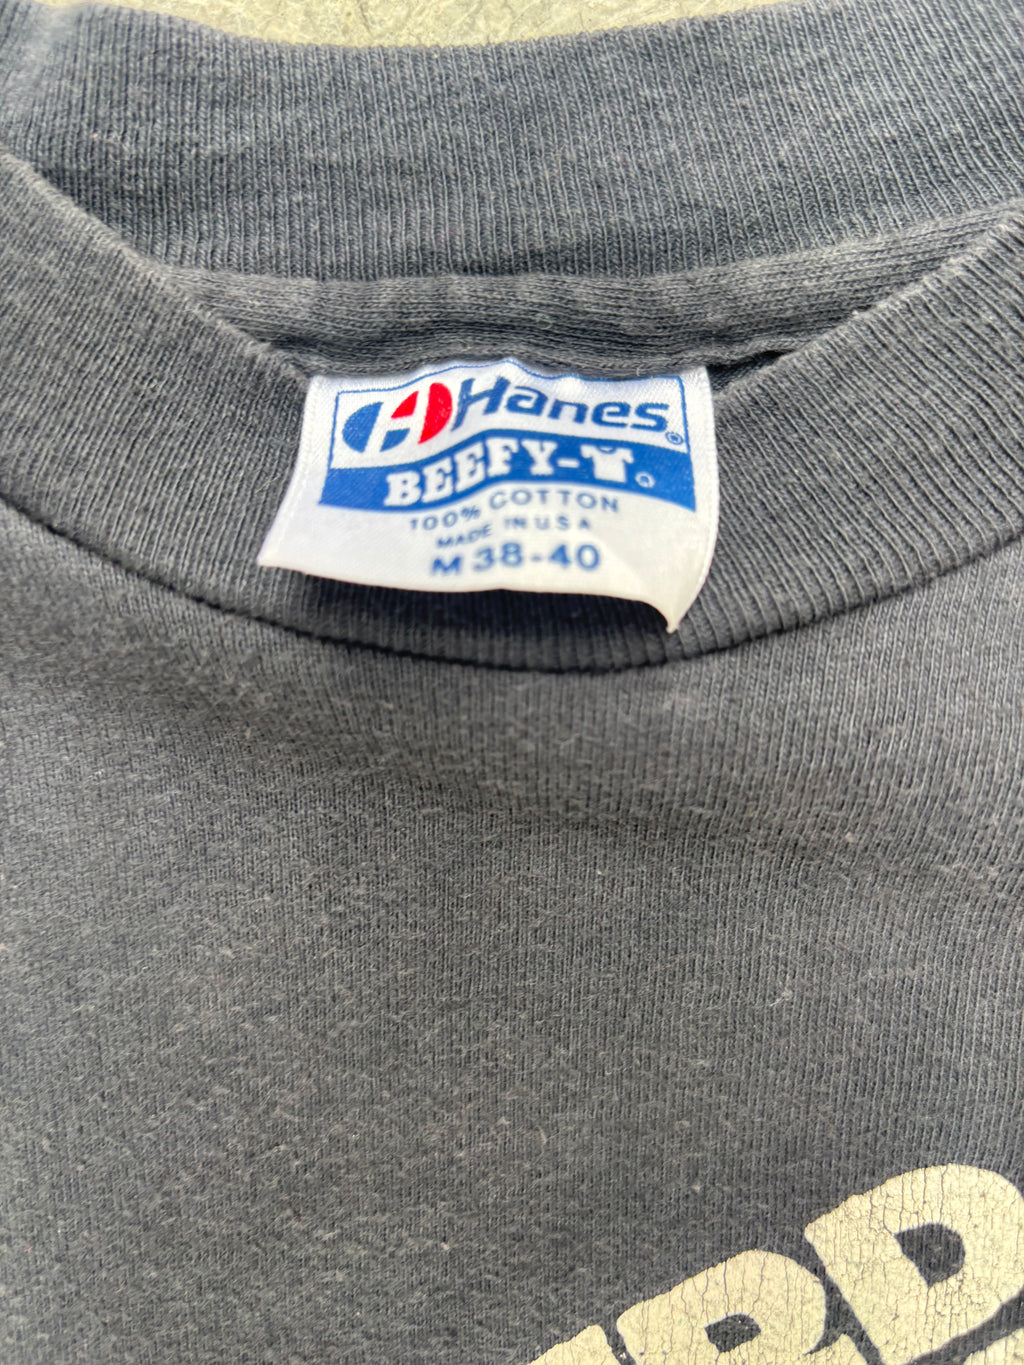 Hanes®
BEEFY-T®
100% COTTON
MADE IN USA
M 38-40